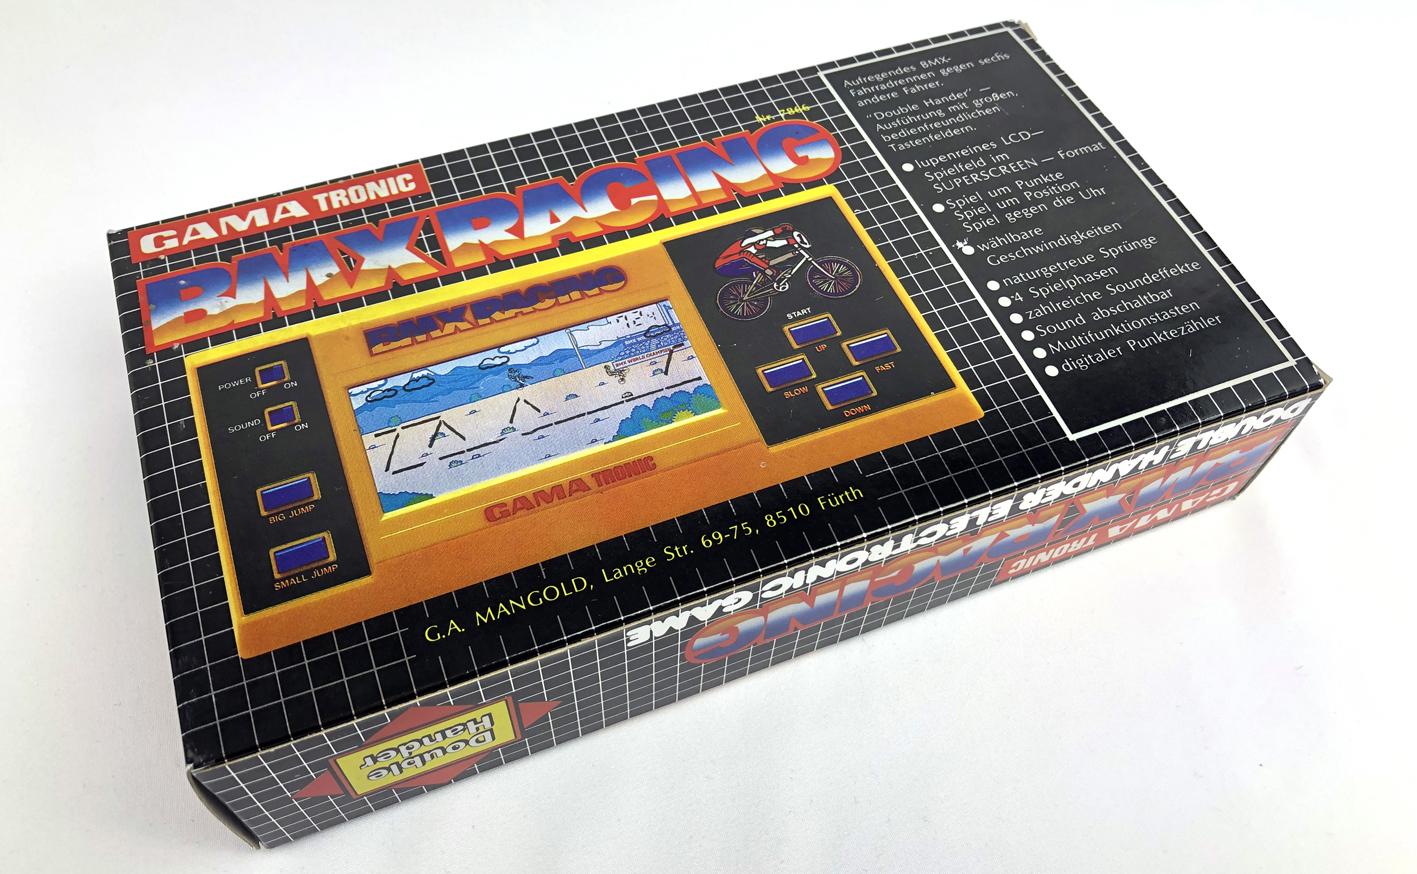 GAMA TRONIC
Nr. 7866
BMX RACING
BMX RACING
POWER
OFF
ON
SOUND
OFF
ON
BIG JUMP
SMALL JUMP
GAMA TRONIC
START
UP
SLOW
FAST
DOWN
G.A. MANGOLD, Lange Str. 69-75, 8510 Fürth
Aufregendes BMX-
Fahrradrennen gegen sechs
andere Fahrer.
"Double Hander" —
Ausführung mit großen,
bedienfreundlichen
Tastenfeldern.
lupenreines LCD—
Spielfeld im
SUPERSCREEN — Format
Spiel um Punkte
Spiel um Position
Spiel gegen die Uhr
wählbare
Geschwindigkeiten
naturgetreue Sprünge
4 Spielphasen
zahlreiche Soundeffekte
Sound abschaltbar
Multifunktionstasten
digitaler Punktezähler
GAMA TRONIC
BMX RACING
DOUBLE HANDER ELECTRONIC GAME
Double
Hander